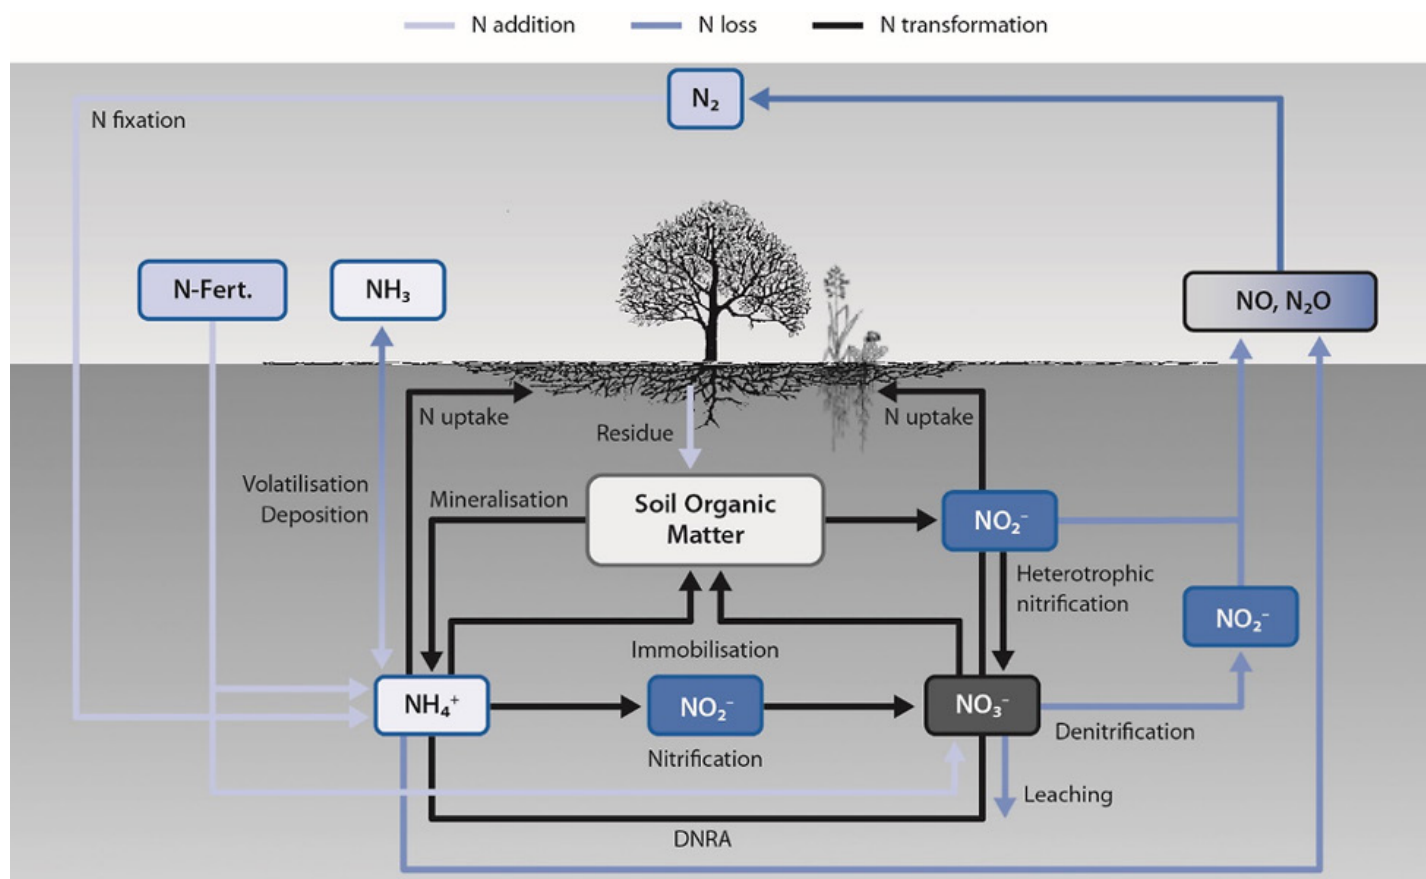 N addition
N loss
N transformation
N₂
N fixation
N-Fert.
NH₃
NO, N₂O
N uptake
N uptake
Residue
Volatilisation
Deposition
Mineralisation
Soil Organic
Matter
NO₂⁻
Heterotrophic
nitrification
NO₂⁻
Immobilisation
NH₄⁺
NO₂⁻
NO₃⁻
Denitrification
Nitrification
Leaching
DNRA